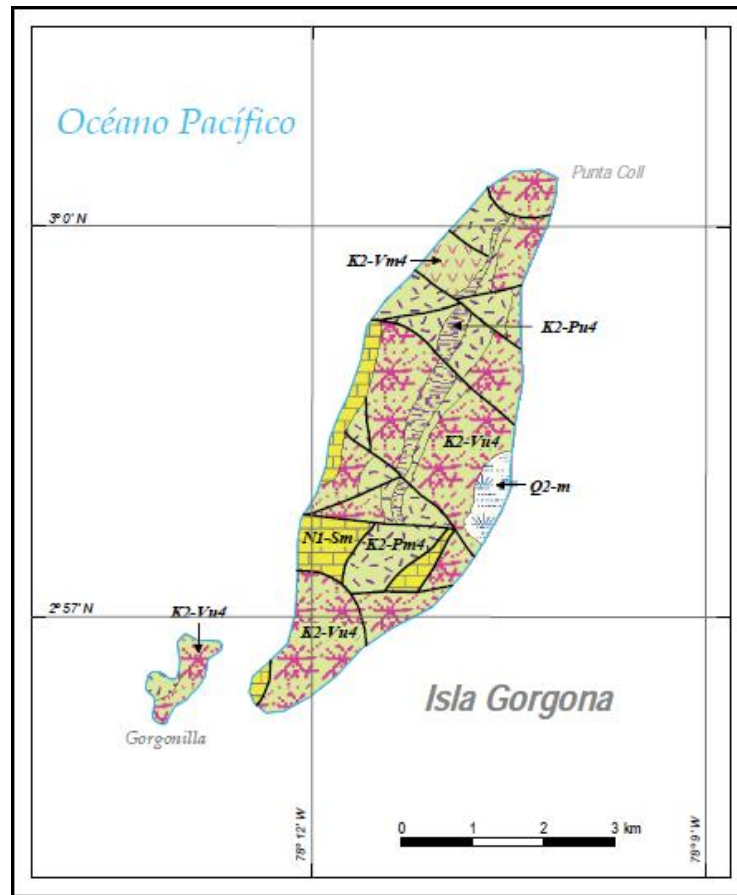 Océano Pacífico
Punta Coll
3° 0' N
K2-Vm4
K2-Pu4
K2-Vu4
Q2-m
N1-Sm
K2-Pm4
2° 57' N
K2-Vu4
K2-Vu4
Isla Gorgona
Gorgonilla
78° 12' W
78° 9' W
0 1 2 3 km